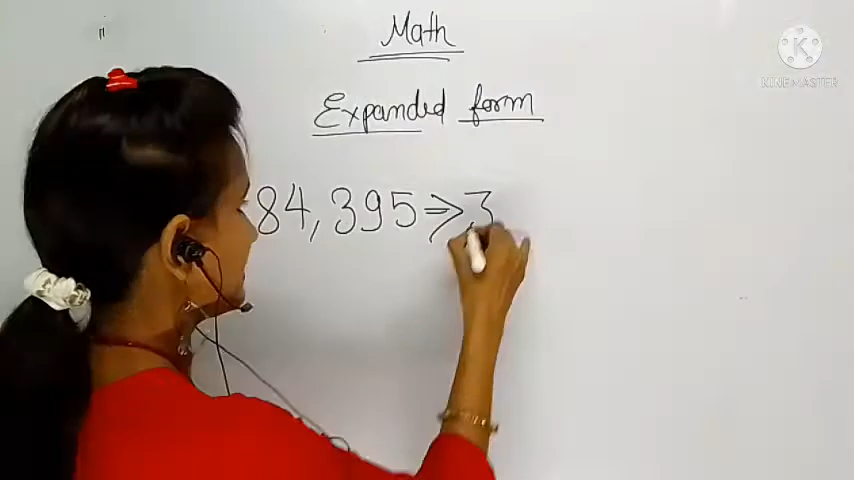 Math
Expanded form
84,395 ⇒ 3
K
KINEMASTER